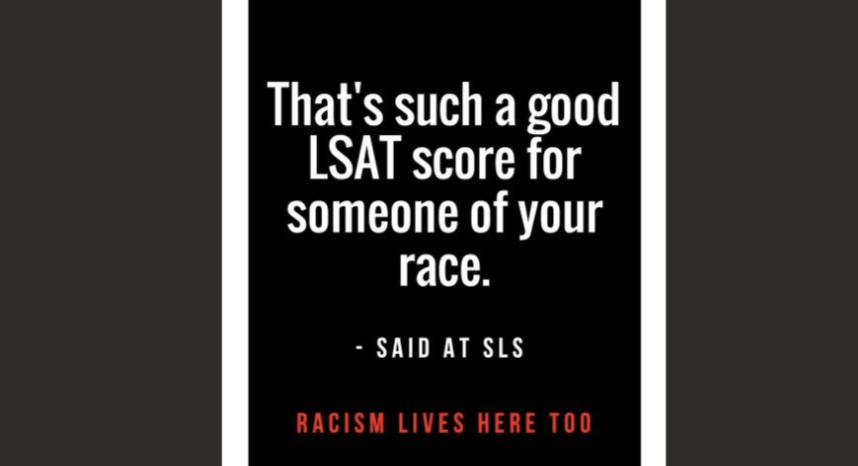 That's such a good
LSAT score for
someone of your
race.
- SAID AT SLS
RACISM LIVES HERE TOO